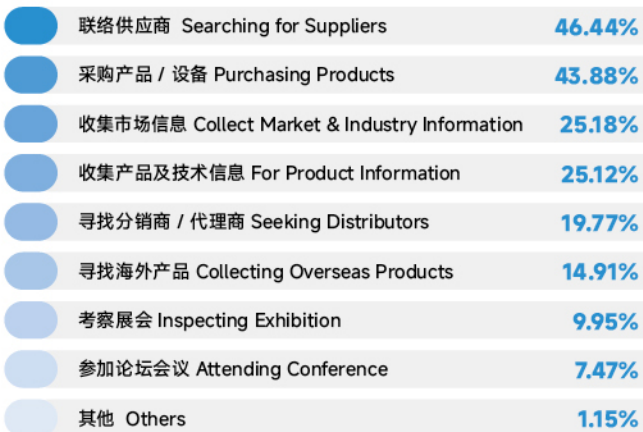 联络供应商 Searching for Suppliers 46.44%
采购产品 / 设备 Purchasing Products 43.88%
收集市场信息 Collect Market & Industry Information 25.18%
收集产品及技术信息 For Product Information 25.12%
寻找分销商 / 代理商 Seeking Distributors 19.77%
寻找海外产品 Collecting Overseas Products 14.91%
考察展会 Inspecting Exhibition 9.95%
参加论坛会议 Attending Conference 7.47%
其他 Others 1.15%